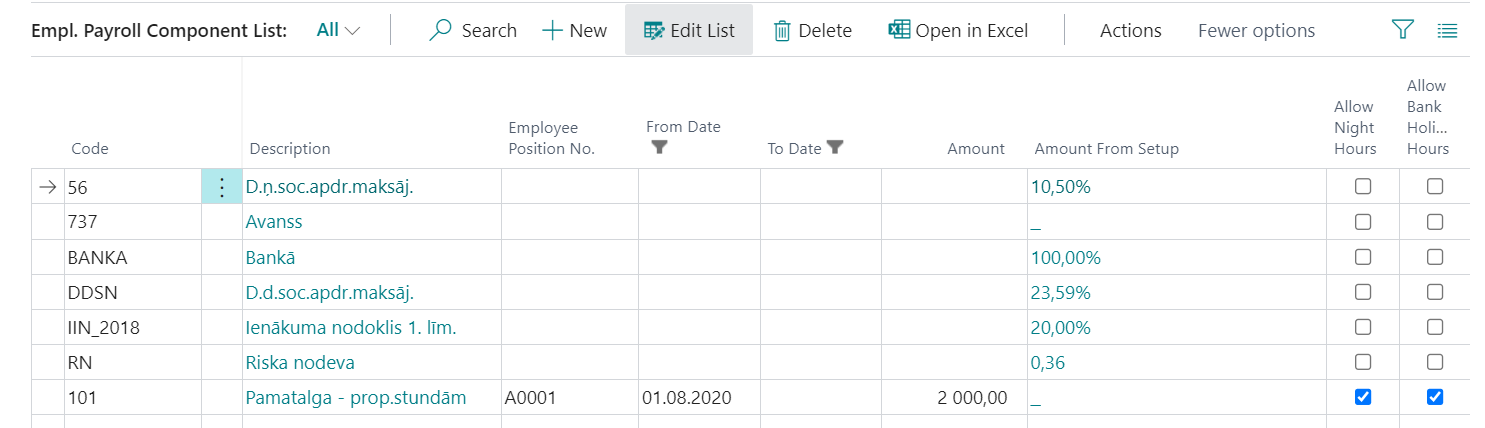 Empl. Payroll Component List: All Search New Edit List Delete Open in Excel Actions Fewer options
Code Description Employee Position No. From Date To Date Amount Amount From Setup Allow Night Hours Allow Bank Holi... Hours
56 D.ņ.soc.apdr.maksāj. 10,50%
737 Avanss _
BANKA Bankā 100,00%
DDSN D.d.soc.apdr.maksāj. 23,59%
IIN_2018 Ienākuma nodoklis 1. līm. 20,00%
RN Riska nodeva 0,36
101 Pamatalga - prop.stundām A0001 01.08.2020 2 000,00 _